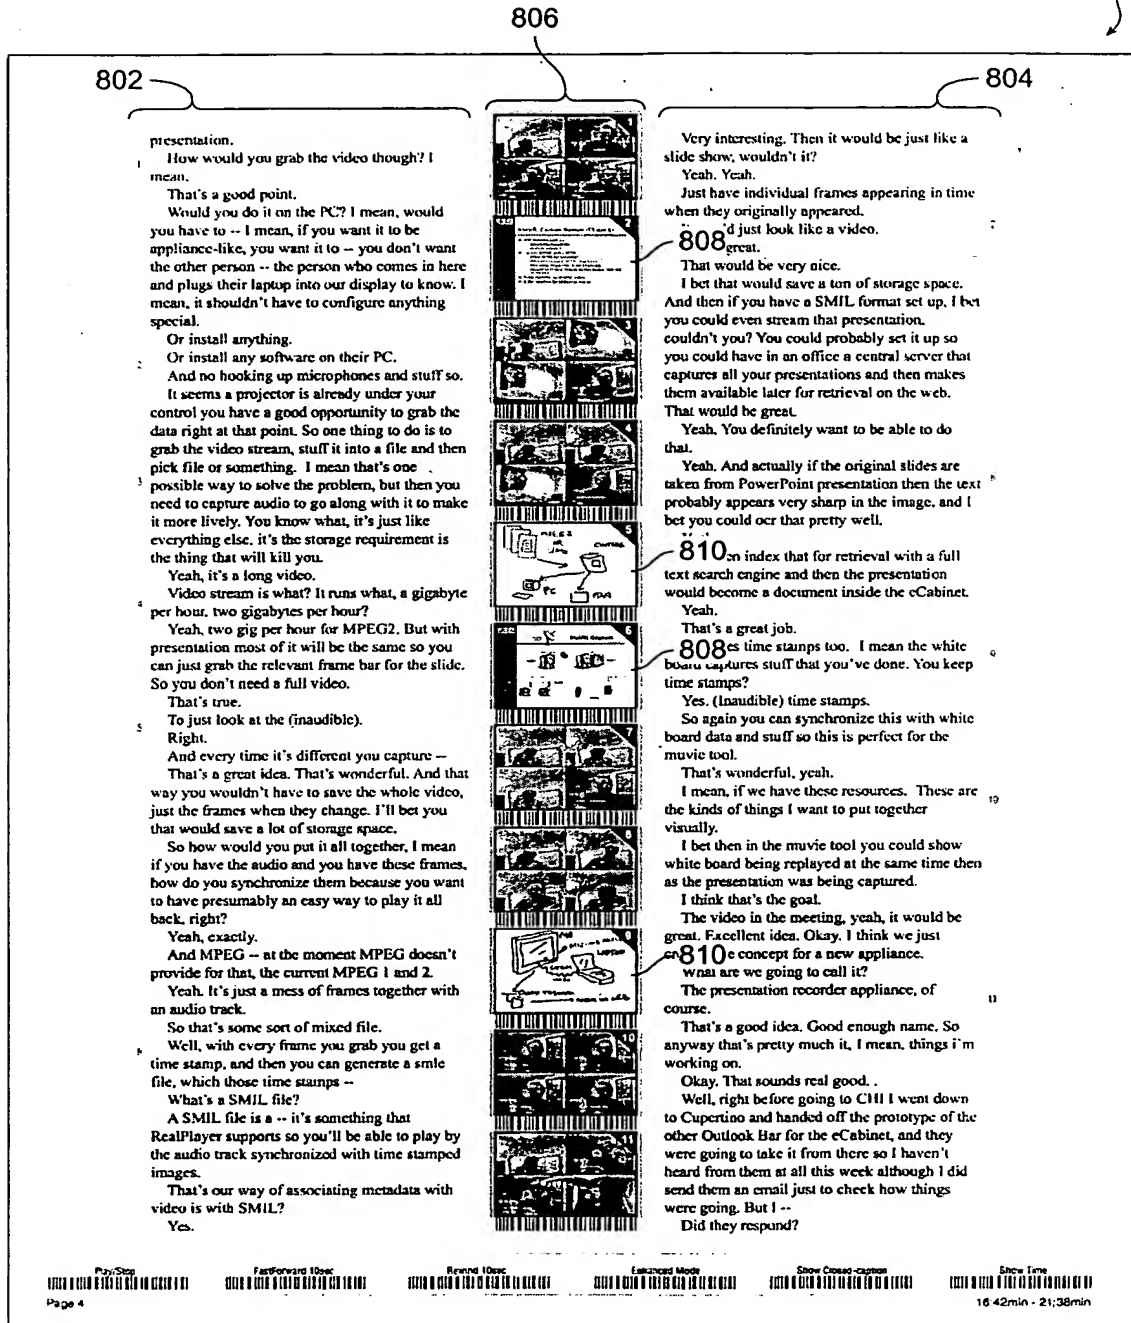 806
802
804
presentation.
How would you grab the video though? I
mean.
That's a good point.
Would you do it on the PC? I mean, would
you have to -- I mean, if you want it to be
appliance-like, you want it to -- you don't want
the other person -- the person who comes in here
and plugs their laptop into our display to know. I
mean, it shouldn't have to configure anything
special.
Or install anything.
Or install any software on their PC.
And no hooking up microphones and stuff so.
It seems a projector is already under your
control you have a good opportunity to grab the
data right at that point. So one thing to do is to
grab the video stream, stuff it into a file and then
pick file or something. I mean that's one
possible way to solve the problem, but then you
need to capture audio to go along with it to make
it more lively. You know what, it's just like
everything else, it's the storage requirement is
the thing that will kill you.
Yeah, it's a long video.
Video stream is what? It runs what, a gigabyte
per hour, two gigabytes per hour?
Yeah, two gig per hour for MPEG2. But with
presentation most of it will be the same so you
can just grab the relevant frame bar for the slide.
So you don't need a full video.
That's true.
To just look at the (inaudible).
Right.
And every time it's different you capture --
That's a great idea. That's wonderful. And that
way you wouldn't have to save the whole video,
just the frames when they change. I'll bet you
that would save a lot of storage space.
So how would you put it all together, I mean
if you have the audio and you have these frames,
how do you synchronize them because you want
to have presumably an easy way to play it all
back, right?
Yeah, exactly.
And MPEG -- at the moment MPEG doesn't
provide for that, the current MPEG 1 and 2.
Yeah. It's just a mess of frames together with
an audio track.
So that's some sort of mixed file.
Well, with every frame you grab you get a
time stamp, and then you can generate a smle
file, which those time stamps --
What's a SMIL file?
A SMIL file is a -- it's something that
RealPlayer supports so you'll be able to play by
the audio track synchronized with time stamped
images.
That's our way of associating metadata with
video is with SMIL?
Yes.
1
2
3
4
5
6
7
8
9
10
11
PC
808
810
808
810
Very interesting. Then it would be just like a
slide show, wouldn't it?
Yeah. Yeah.
Just have individual frames appearing in time
when they originally appeared.
'd just look like a video.
great.
That would be very nice.
I bet that would save a ton of storage space.
And then if you have a SMIL format set up, I bet
you could even stream that presentation,
couldn't you? You could probably set it up so
you could have in an office a central server that
captures all your presentations and then makes
them available later for retrieval on the web.
That would be great.
Yeah. You definitely want to be able to do
that.
Yeah. And actually if the original slides are
taken from PowerPoint presentation then the text
probably appears very sharp in the image, and I
bet you could ocr that pretty well.
index that for retrieval with a full
text search engine and then the presentation
would become a document inside the eCabinet.
Yeah.
That's a great job.
es time stamps too. I mean the white
board captures stuff that you've done. You keep
time stamps?
Yes. (Inaudible) time stamps.
So again you can synchronize this with white
board data and stuff so this is perfect for the
muvie tool.
That's wonderful, yeah.
I mean, if we have these resources. These are
the kinds of things I want to put together
visually.
I bet then in the muvie tool you could show
white board being replayed at the same time then
as the presentation was being captured.
I think that's the goal.
The video in the meeting, yeah, it would be
great. Excellent idea. Okay. I think we just
concept for a new appliance.
What are we going to call it?
The presentation recorder appliance, of
course.
That's a good idea. Good enough name. So
anyway that's pretty much it, I mean, things i'm
working on.
Okay. That sounds real good. .
Well, right before going to CHI I went down
to Cupertino and handed off the prototype of the
other Outlook Bar for the eCabinet, and they
were going to take it from there so I haven't
heard from them at all this week although I did
send them an email just to check how things
were going. But I --
Did they respond?
Play/Stop
FastForward 10sec
Rewind 10sec
Enhanced Mode
Show Closed-caption
Show Time
Page 4
16:42min - 21:38min